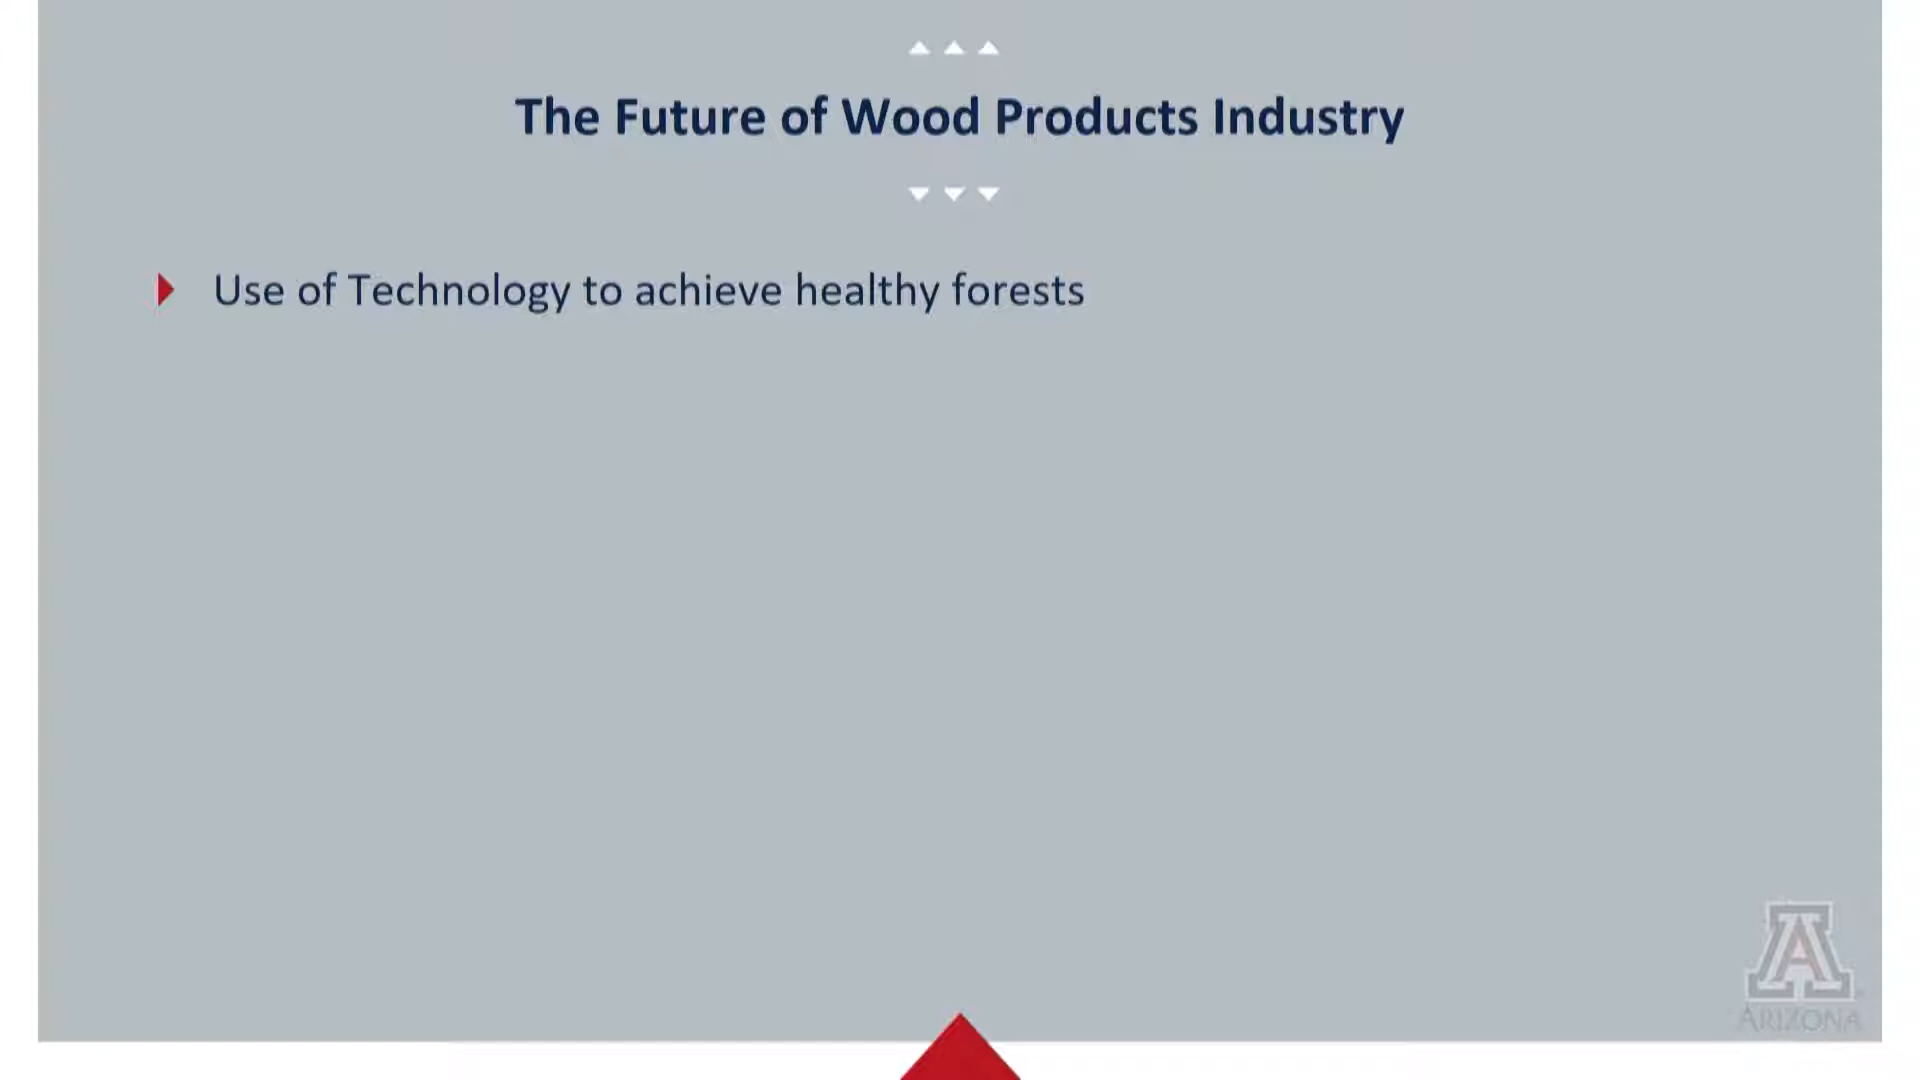 The Future of Wood Products Industry
Use of Technology to achieve healthy forests
A
ARIZONA